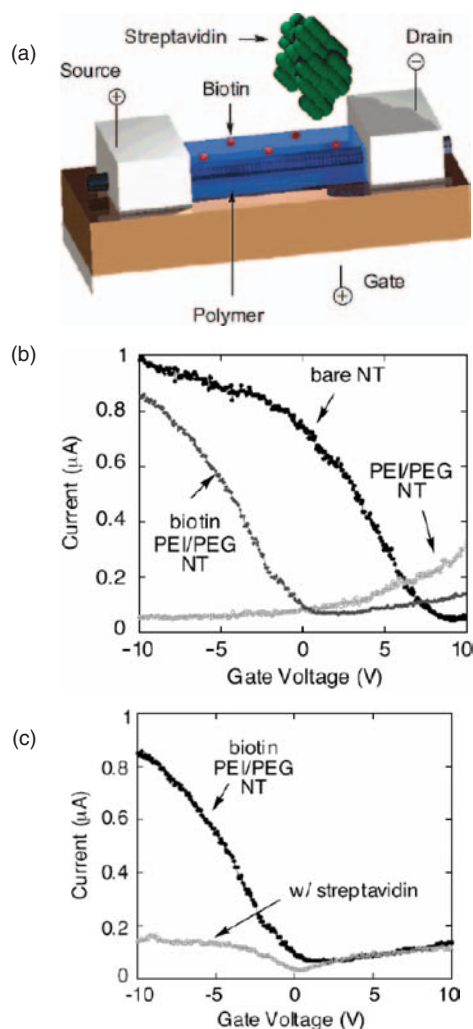 (a)
Streptavidin
Drain
−
Source
+
Biotin
Gate
+
Polymer
(b)
1
0.8
0.6
0.4
0.2
0
Current (μA)
bare NT
PEI/PEG
NT
biotin
PEI/PEG
NT
-10
-5
0
5
10
Gate Voltage (V)
(c)
1
0.8
0.6
0.4
0.2
0
Current (μA)
biotin
PEI/PEG
NT
w/ streptavidin
-10
-5
0
5
10
Gate Voltage (V)